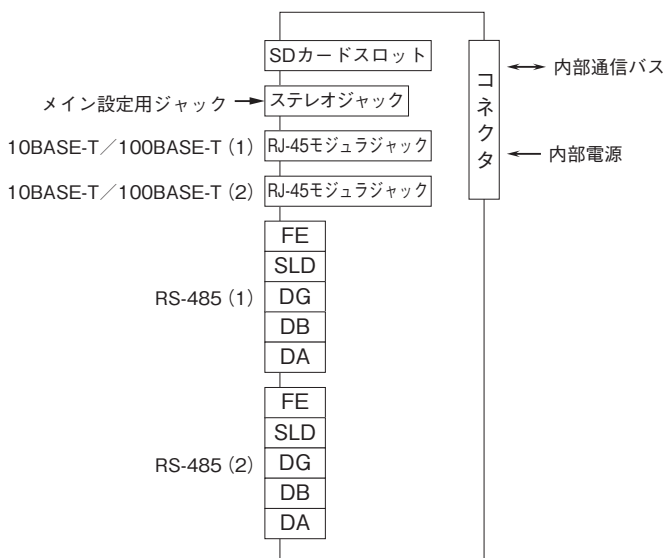 SDカードスロット
メイン設定用ジャック
ステレオジャック
10BASE-T／100BASE-T (1)
RJ-45モジュラジャック
10BASE-T／100BASE-T (2)
RJ-45モジュラジャック
コネクタ
内部通信バス
内部電源
RS-485 (1)
FE
SLD
DG
DB
DA
RS-485 (2)
FE
SLD
DG
DB
DA